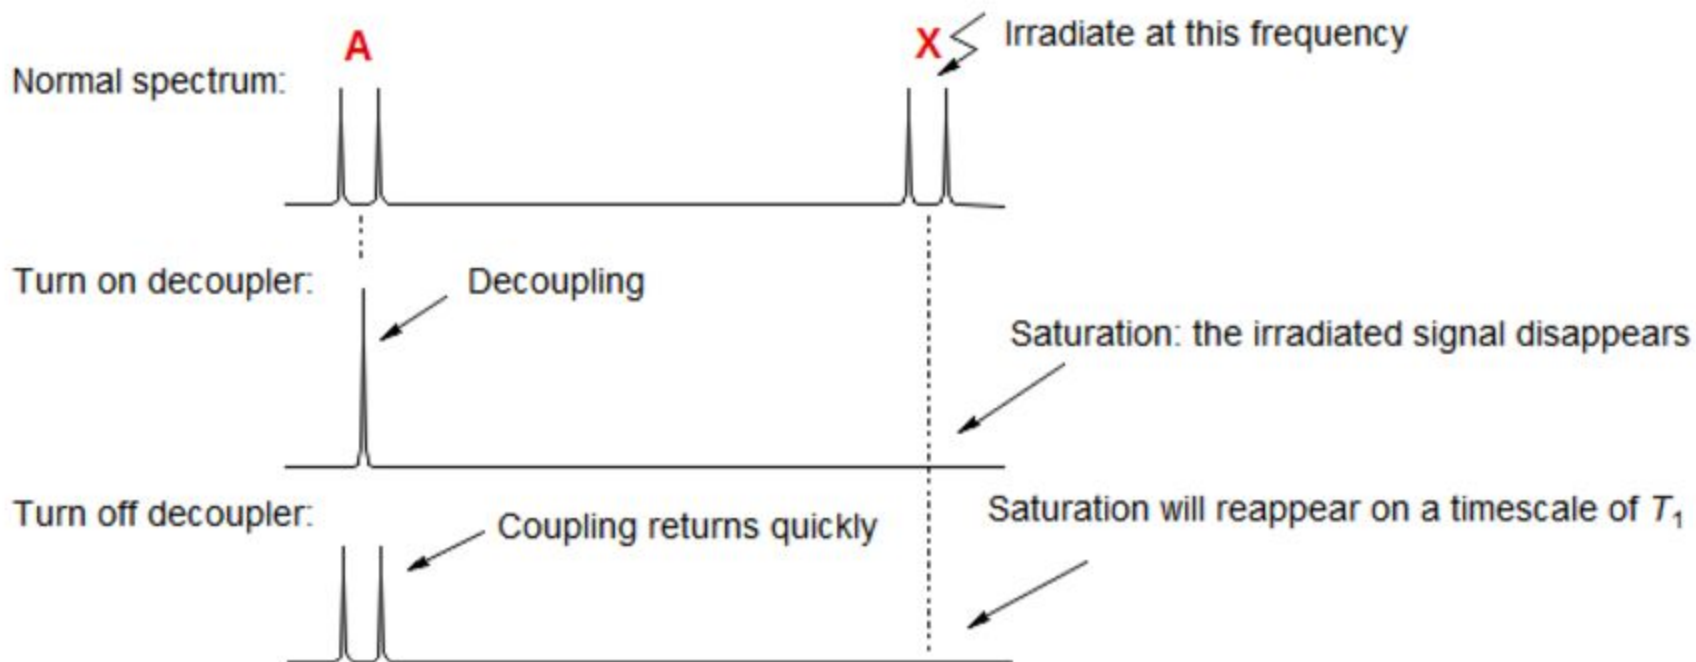 A
X
Irradiate at this frequency
Normal spectrum:
Turn on decoupler:
Decoupling
Saturation: the irradiated signal disappears
Turn off decoupler:
Coupling returns quickly
Saturation will reappear on a timescale of T₁